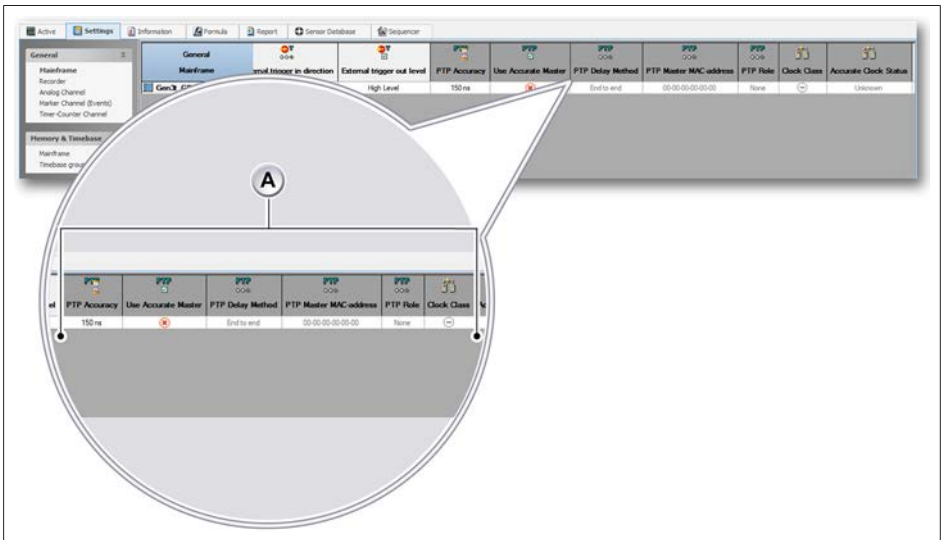 Active Settings Information Formula Report Sensor Database Sequencer
General
Mainframe
Recorder
Analog Channel
Marker Channel (Events)
Timer-Counter Channel
Memory & Timebase
Mainframe
General
Mainframe
trigger in direction External trigger out level PTP Accuracy Use Accurate Master PTP Delay Method PTP Master MAC-address PTP Role Clock Class Accurate Clock Status
High Level 150 ns End to end 00-00-00-00-00-00 None Unknown
A
PTP Accuracy Use Accurate Master PTP Delay Method PTP Master MAC-address PTP Role Clock Class
150 ns End to end 00-00-00-00-00-00 None